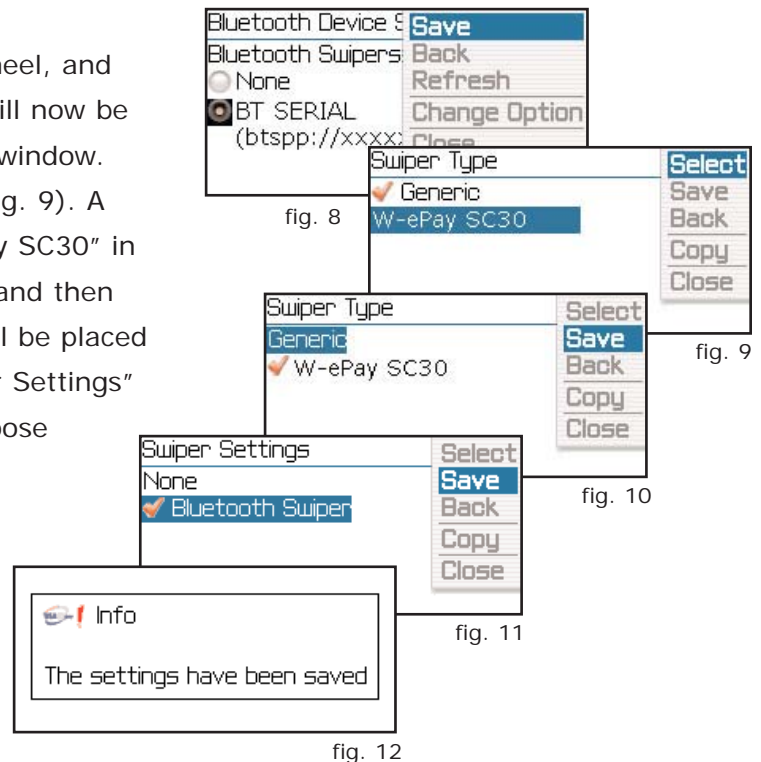 heel, and
ill now be
window.
g. 9). A
y SC30" in
and then
l be placed
r Settings"
ose
Bluetooth Device S
Bluetooth Swipers
None
BT SERIAL
(btspp://xxxx
Save
Back
Refresh
Change Option
Close
fig. 8
Swiper Type
Generic
W-ePay SC30
Select
Save
Back
Copy
Close
fig. 9
Swiper Type
Generic
W-ePay SC30
Select
Save
Back
Copy
Close
fig. 10
Swiper Settings
None
Bluetooth Swiper
Select
Save
Back
Copy
Close
fig. 11
Info
The settings have been saved
fig. 12